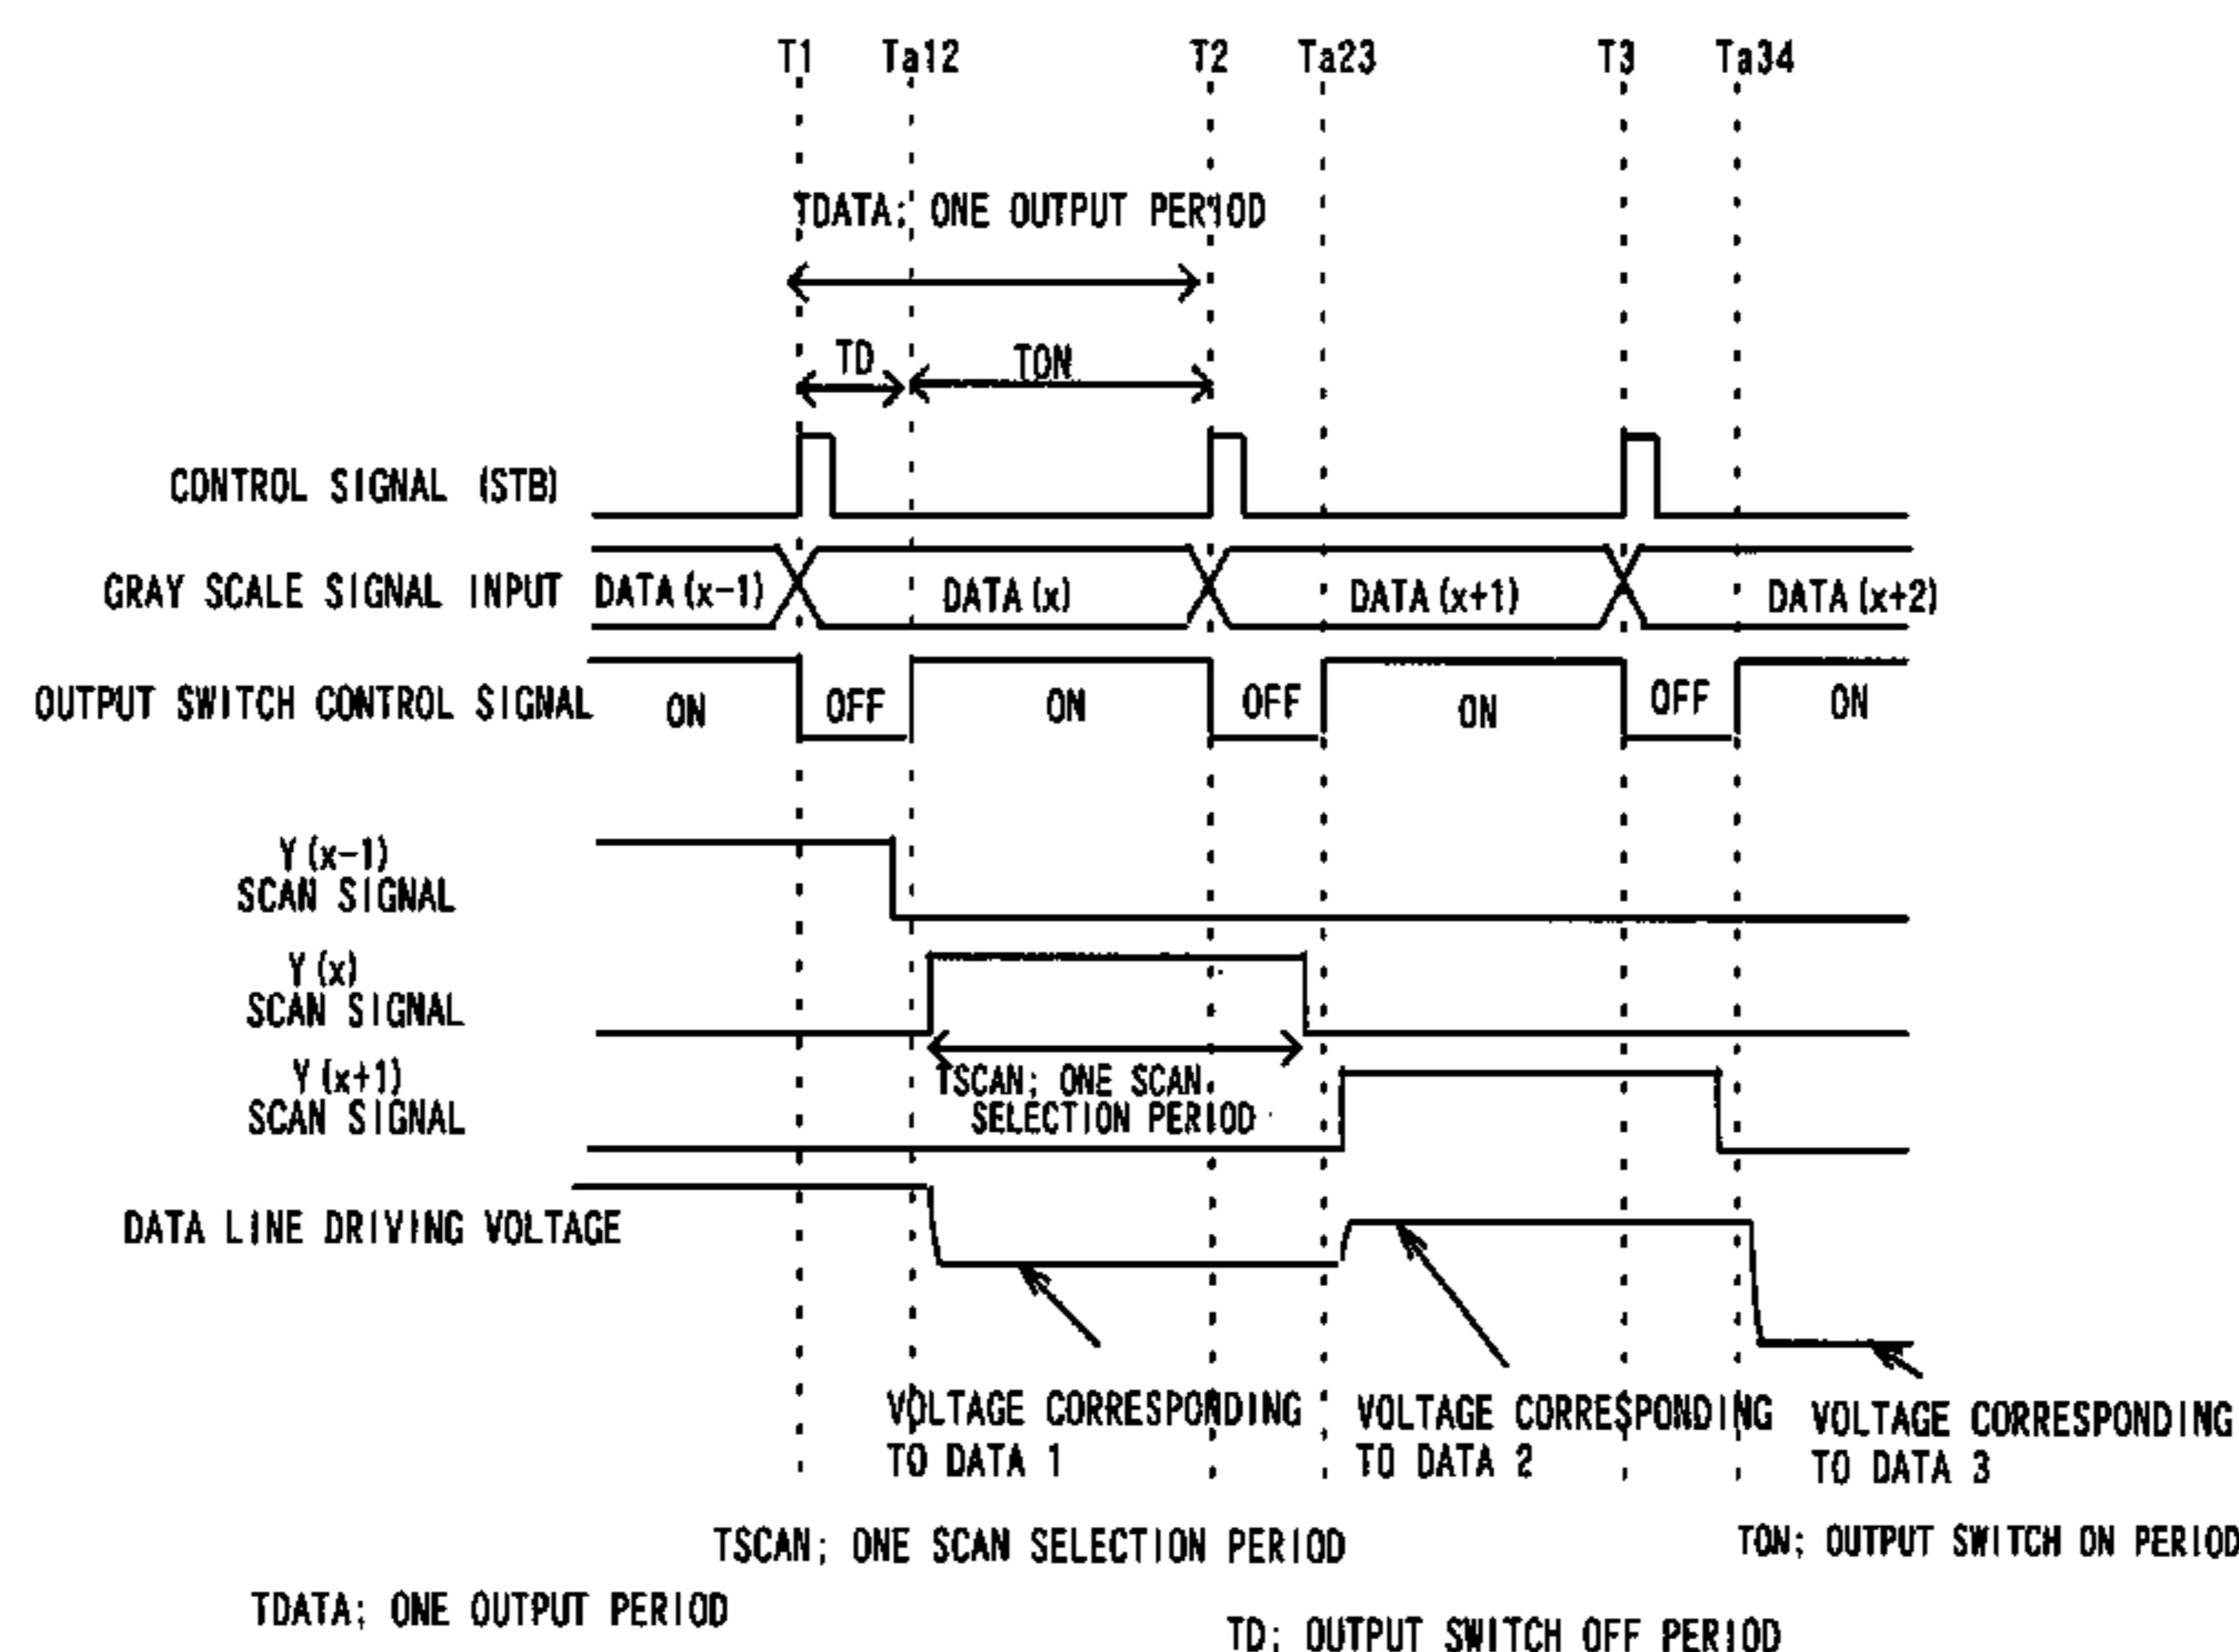 T1 Ta12 T2 Ta23 T3 Ta34
TDATA; ONE OUTPUT PERIOD
TD TON
CONTROL SIGNAL (STB)
GRAY SCALE SIGNAL INPUT DATA(x-1) DATA(x) DATA(x+1) DATA(x+2)
OUTPUT SWITCH CONTROL SIGNAL ON OFF ON OFF ON OFF ON
Y(x-1)
SCAN SIGNAL
Y(x)
SCAN SIGNAL
Y(x+1)
SCAN SIGNAL
TSCAN; ONE SCAN
SELECTION PERIOD
DATA LINE DRIVING VOLTAGE
VOLTAGE CORRESPONDING
TO DATA 1
VOLTAGE CORRESPONDING
TO DATA 2
VOLTAGE CORRESPONDING
TO DATA 3
TSCAN; ONE SCAN SELECTION PERIOD
TON; OUTPUT SWITCH ON PERIOD
TDATA; ONE OUTPUT PERIOD
TD; OUTPUT SWITCH OFF PERIOD